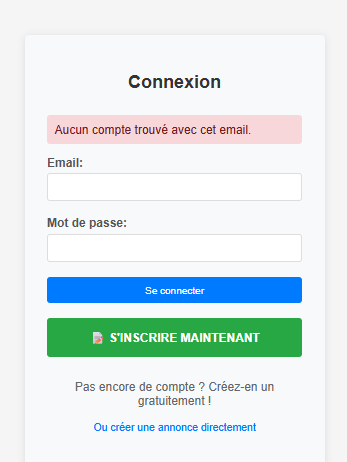 Connexion
Aucun compte trouvé avec cet email.
Email:
Mot de passe:
Se connecter
S'INSCRIRE MAINTENANT
Pas encore de compte ? Créez-en un
gratuitement !
Ou créer une annonce directement